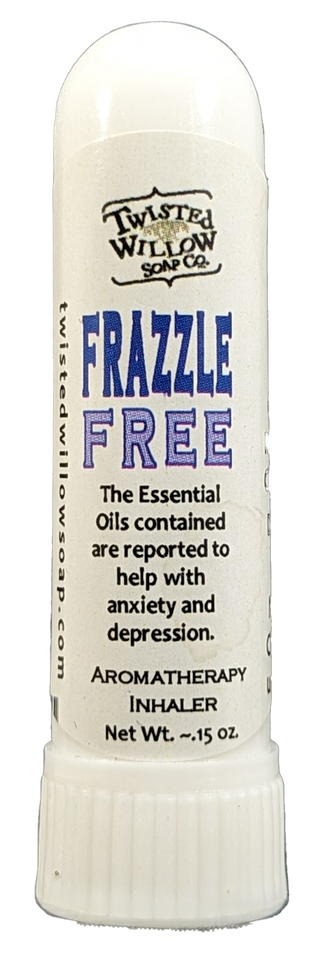 TWISTED
WILLOW
SOAP CO.
FRAZZLE
FREE
The Essential
Oils contained
are reported to
help with
anxiety and
depression.
AROMATHERAPY
INHALER
Net Wt. ~.15 oz.
twistedwillowsoap.com